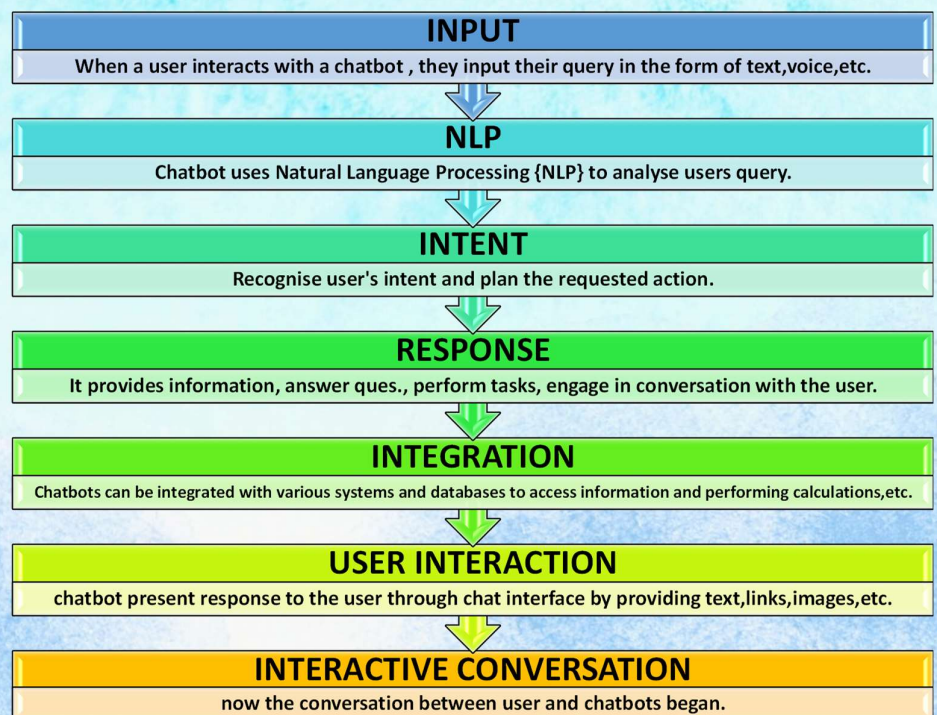 INPUT
When a user interacts with a chatbot , they input their query in the form of text,voice,etc.
NLP
Chatbot uses Natural Language Processing {NLP} to analyse users query.
INTENT
Recognise user's intent and plan the requested action.
RESPONSE
It provides information, answer ques., perform tasks, engage in conversation with the user.
INTEGRATION
Chatbots can be integrated with various systems and databases to access information and performing calculations,etc.
USER INTERACTION
chatbot present response to the user through chat interface by providing text,links,images,etc.
INTERACTIVE CONVERSATION
now the conversation between user and chatbots began.